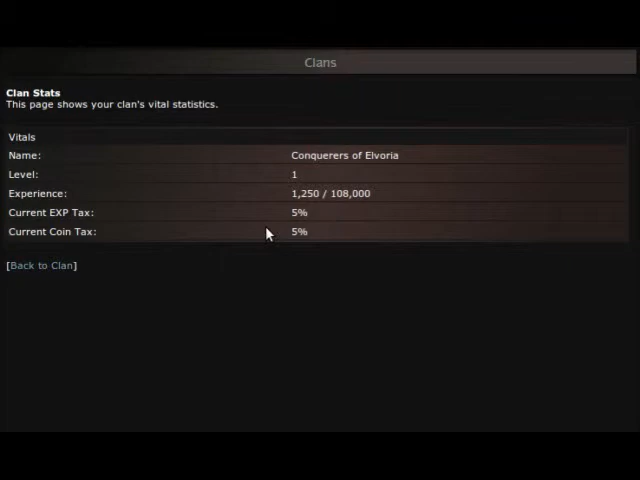 Clans
Clan Stats
This page shows your clan's vital statistics.
Vitals
Name: Conquerers of Elvoria
Level: 1
Experience: 1,250 / 108,000
Current EXP Tax: 5%
Current Coin Tax: 5%
[Back to Clan]